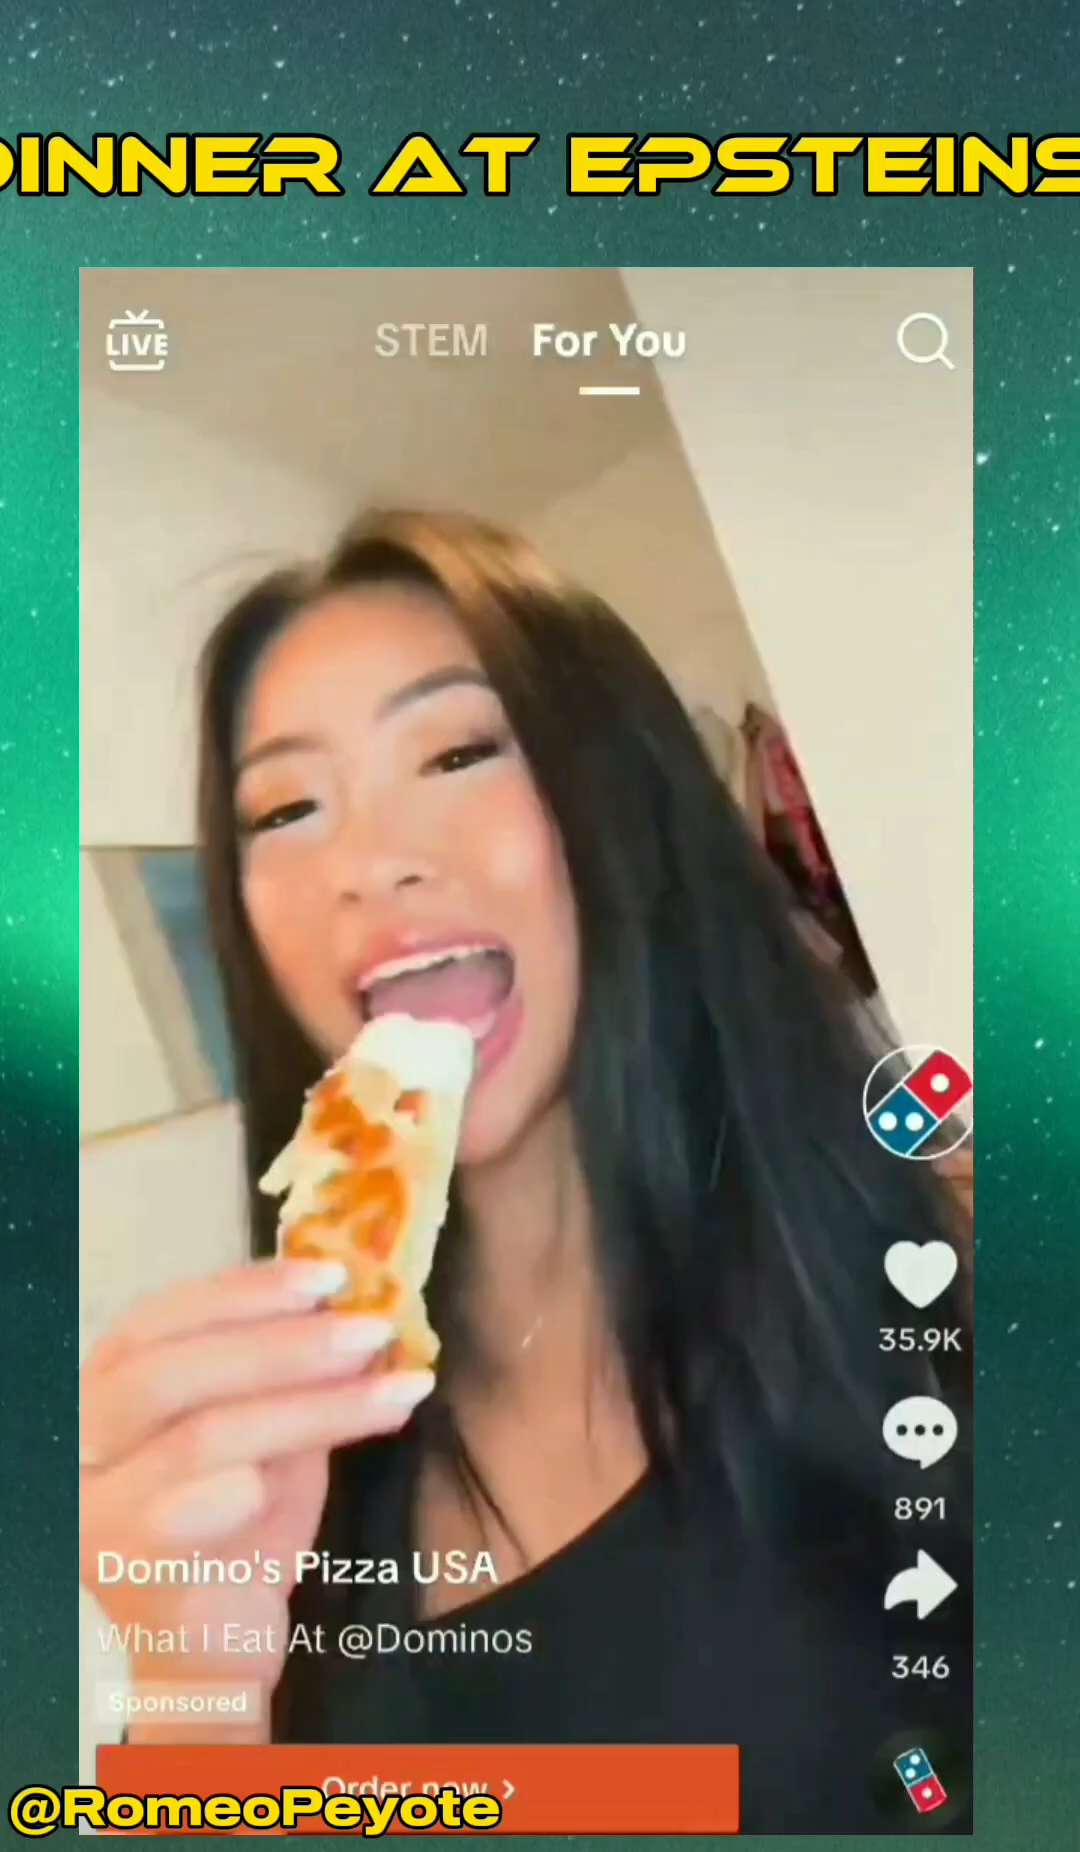 DINNER AT EPSTEINS
LIVE
STEM
For You
35.9K
891
346
Domino's Pizza USA
What I Eat At @Dominos
Sponsored
Order now >
@RomeoPeyote